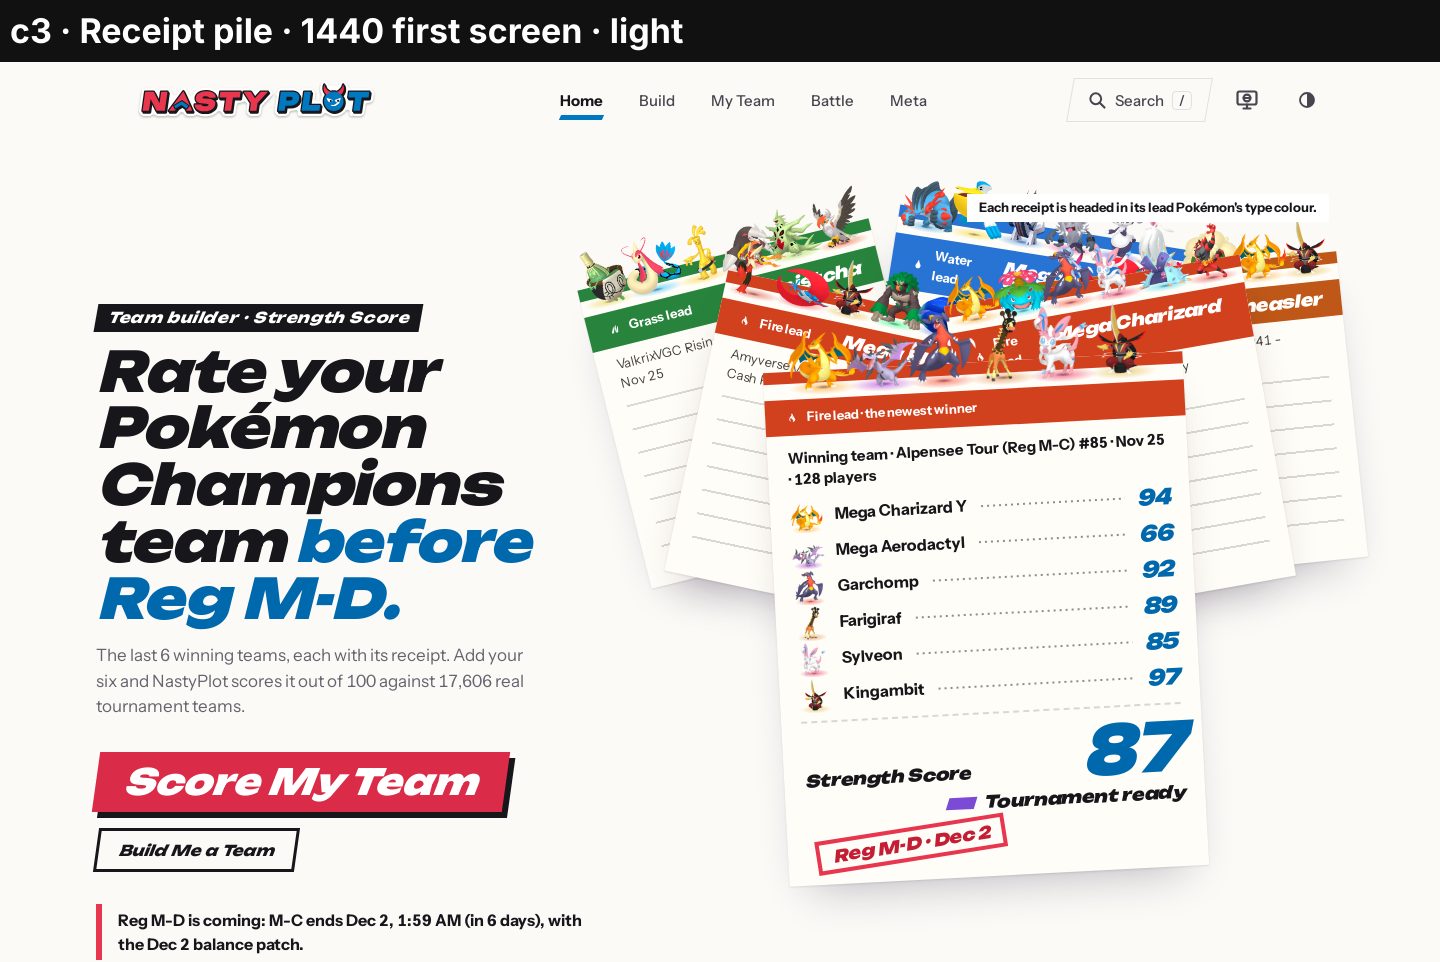 c3 · Receipt pile · 1440 first screen · light
NASTY PLOT
Home
Build
My Team
Battle
Meta
Search /
Each receipt is headed in its lead Pokémon's type colour.
Team builder · Strength Score
Rate your
Pokémon
Champions
team before
Reg M-D.
The last 6 winning teams, each with its receipt. Add your
six and NastyPlot scores it out of 100 against 17,606 real
tournament teams.
Score My Team
Build Me a Team
Reg M-D is coming: M-C ends Dec 2, 1:59 AM (in 6 days), with
the Dec 2 balance patch.
Grass lead
Nov 25
Fire lead
Amyverse
Cash
Water
lead
Mega Charizard
Fire lead · the newest winner
Winning team · Alpensee Tour (Reg M-C) #85 · Nov 25
· 128 players
Mega Charizard Y 94
Mega Aerodactyl 66
Garchomp 92
Farigiraf 89
Sylveon 85
Kingambit 97
Strength Score 87
Tournament ready
Reg M-D · Dec 2